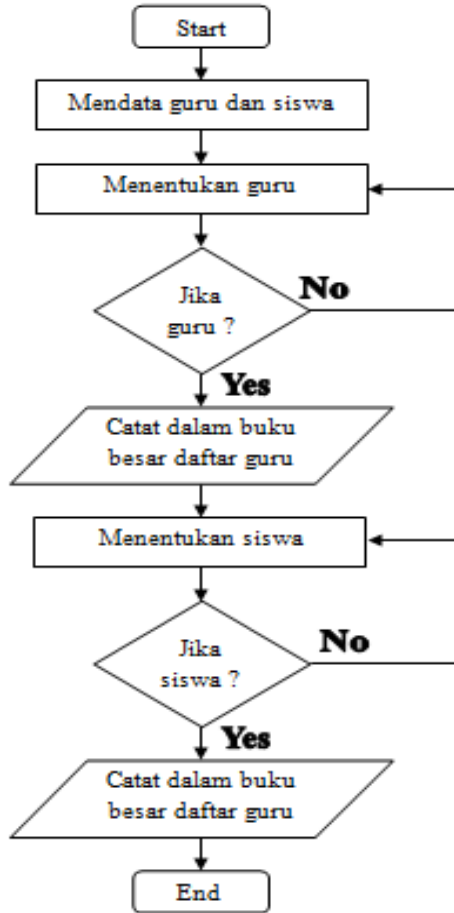 Start
Mendata guru dan siswa
Menentukan guru
Jika
guru ?
No
Yes
Catat dalam buku
besar daftar guru
Menentukan siswa
Jika
siswa ?
No
Yes
Catat dalam buku
besar daftar guru
End